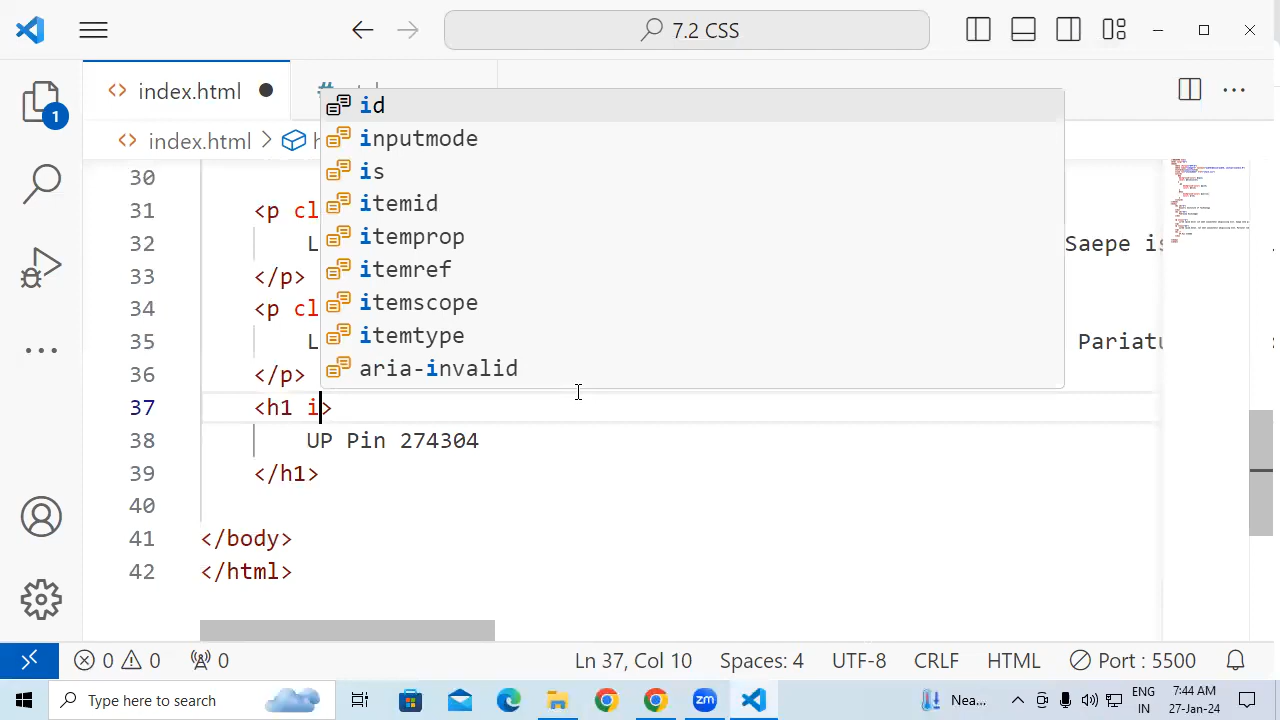 7.2 CSS
index.html
index.html >
1
id
inputmode
is
itemid
itemprop
itemref
itemscope
itemtype
aria-invalid
30
31 <p cl
32 L Saepe is
33 </p>
34 <p cl
35 L Pariatu
36 </p>
37 <h1 i>
38 UP Pin 274304
39 </h1>
40
41 </body>
42 </html>
0 0 0 Ln 37, Col 10 Spaces: 4 UTF-8 CRLF HTML Port : 5500
Type here to search zm Nea... ENG 7:44 AM
IN 27-Jan-24